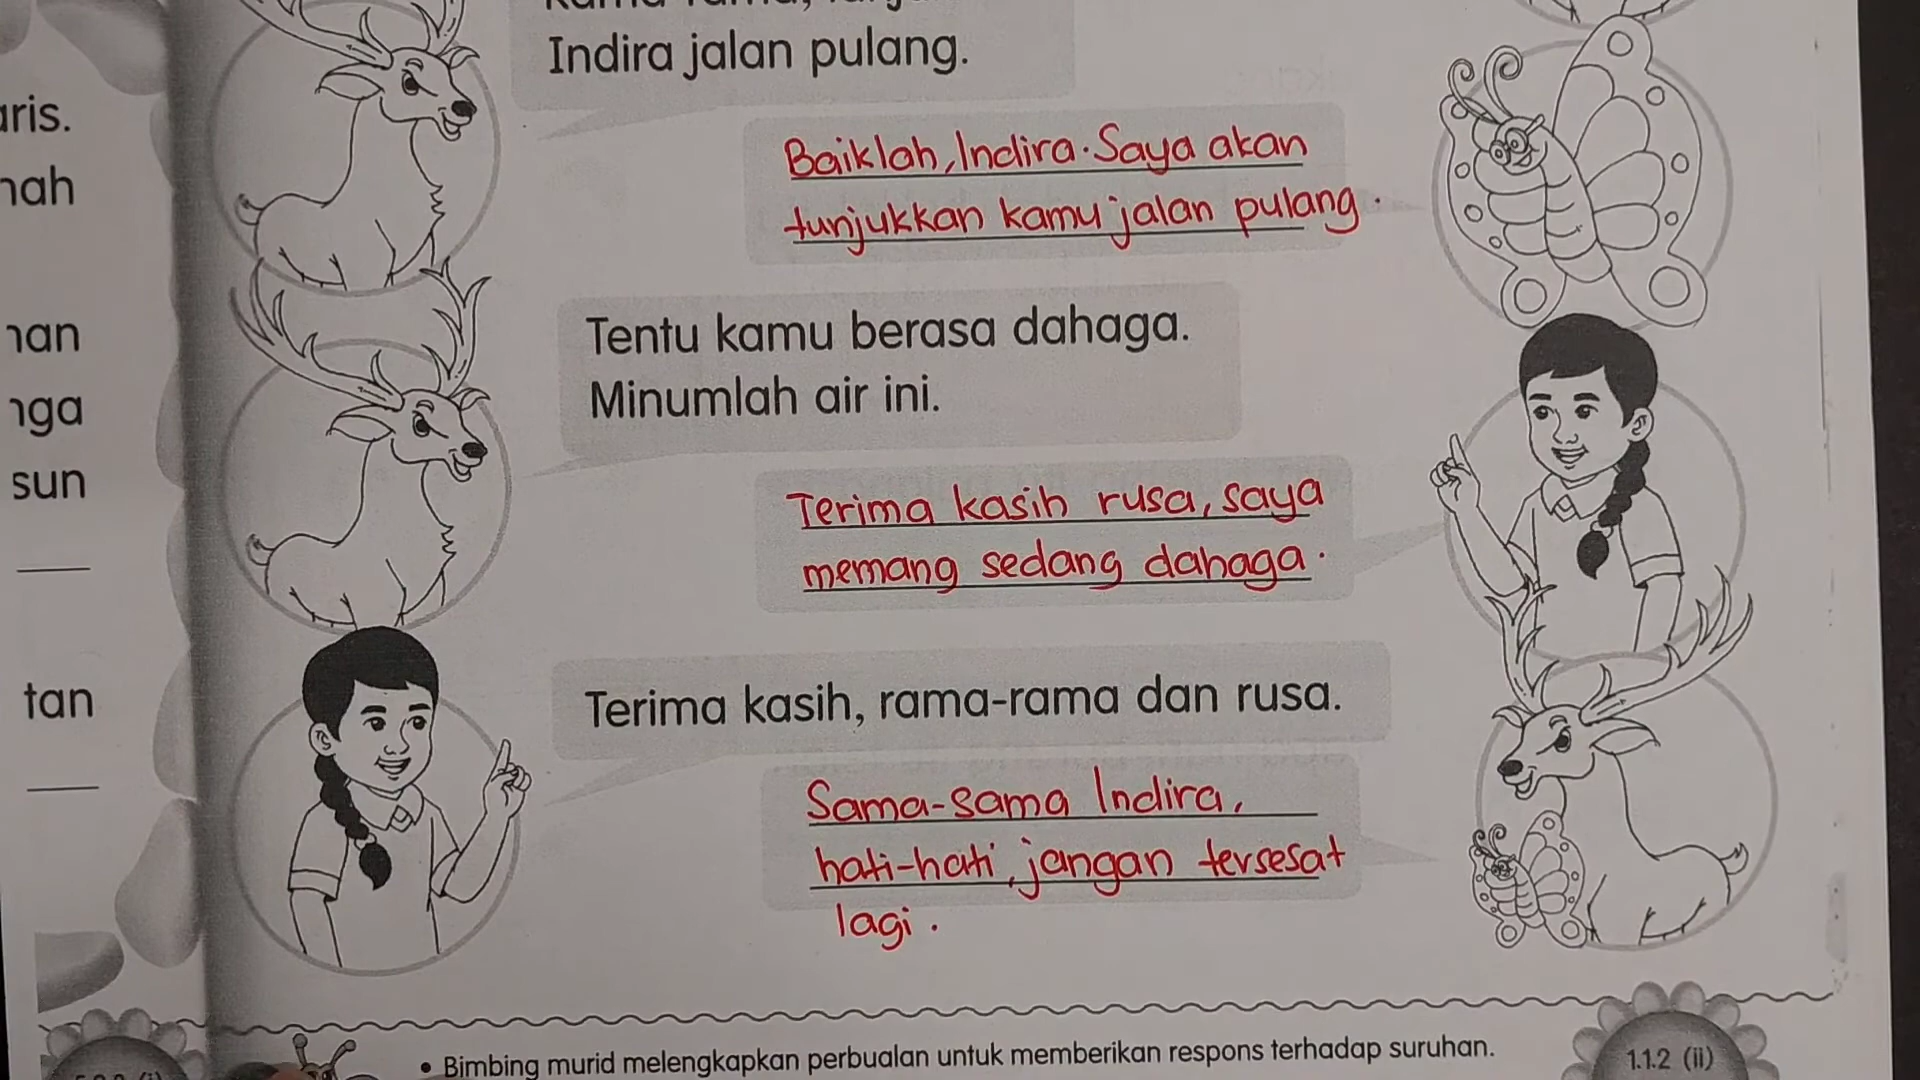 Indira jalan pulang.
Baiklah, Indira. Saya akan
tunjukkan kamu jalan pulang.
Tentu kamu berasa dahaga.
Minumlah air ini.
Terima kasih rusa, saya
memang sedang dahaga.
Terima kasih, rama-rama dan rusa.
Sama-sama Indira,
hati-hati, jangan tersesat
lagi.
• Bimbing murid melengkapkan perbualan untuk memberikan respons terhadap suruhan.
1.1.2 (ii)
aris.
nah
nan
nga
sun
tan